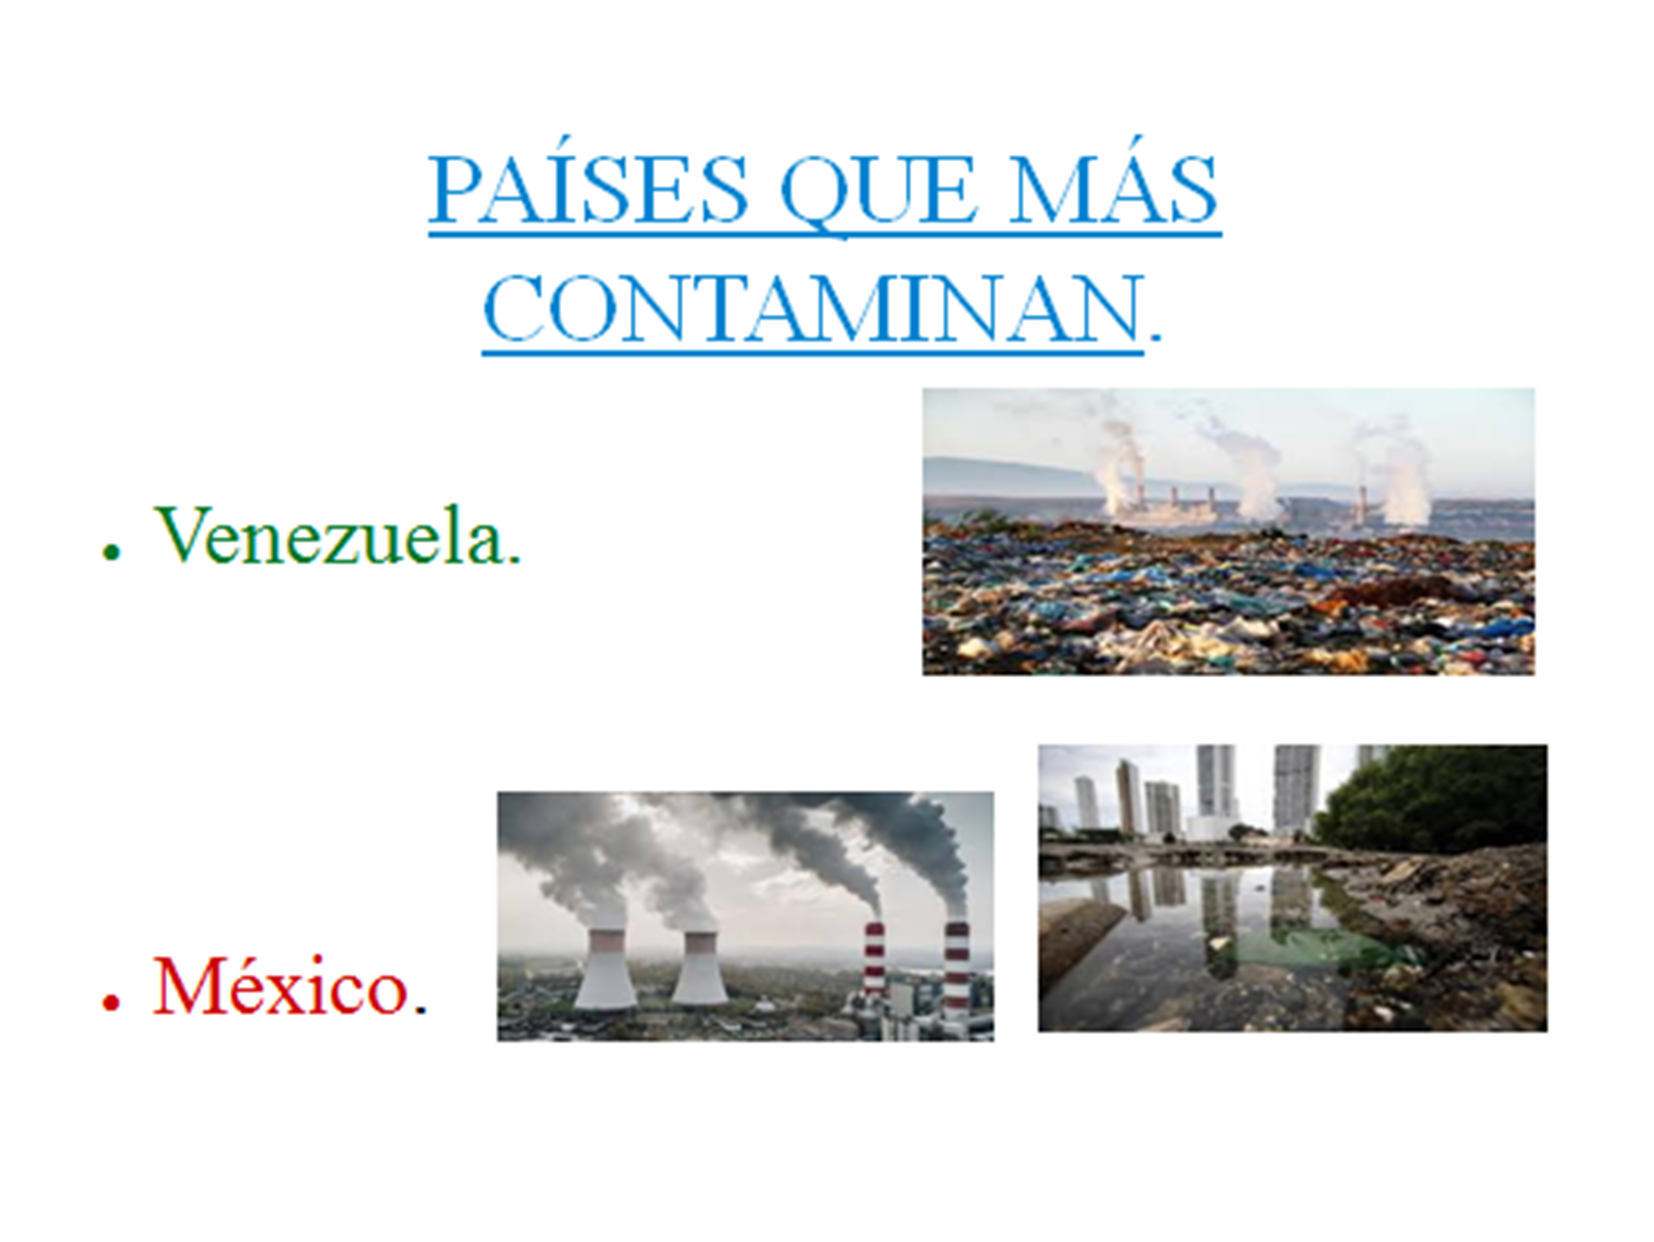 PAÍSES QUE MÁS
CONTAMINAN.
• Venezuela.
• México.